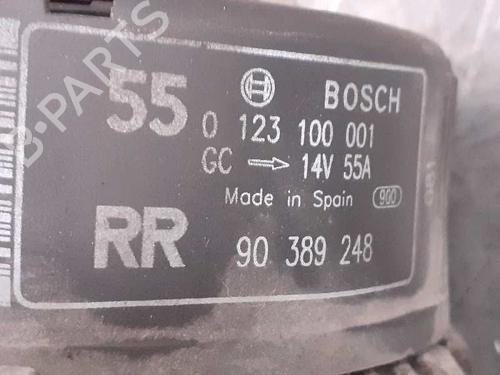 B-PARTS
55 BOSCH
0 123 100 001
GC → 14V 55A
Made in Spain 900
RR 90 389 248